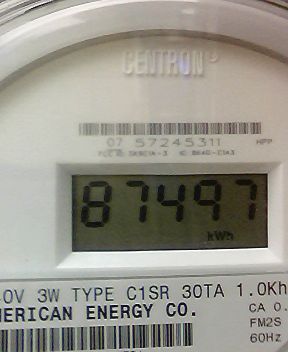 CENTRON®
07 57245311 HPP
87497
kWh
0V 3W TYPE C1SR 30TA 1.0Kh
MERICAN ENERGY CO. CA 0.
FM2S
60Hz